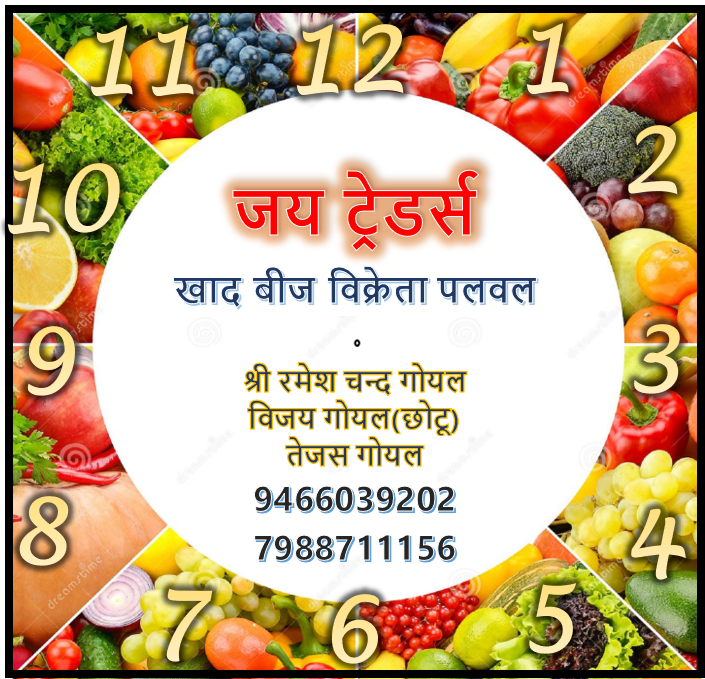 11 12 1
10 2
जय ट्रेडर्स
खाद बीज विक्रेता पलवल
9 3
श्री रमेश चन्द गोयल
विजय गोयल(छोटू)
तेजस गोयल
9466039202
8 4
7988711156
7 6 5
dreamstime